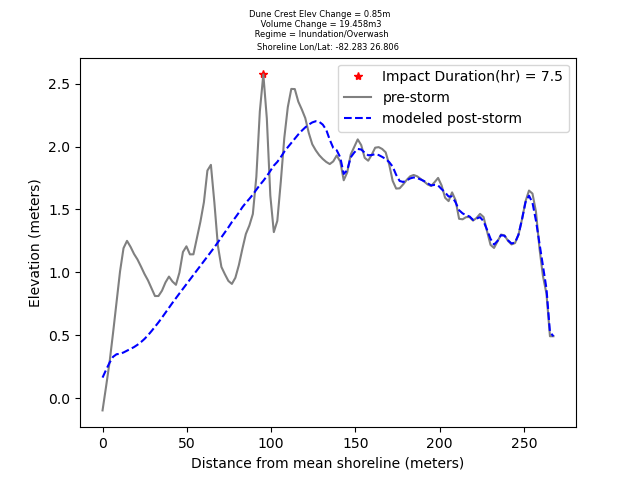 Dune Crest Elev Change = 0.85m
Volume Change = 19.458m3
Regime = Inundation/Overwash
Shoreline Lon/Lat: -82.283 26.806
Impact Duration(hr) = 7.5
pre-storm
modeled post-storm
Elevation (meters)
2.5
2.0
1.5
1.0
0.5
0.0
0 50 100 150 200 250
Distance from mean shoreline (meters)